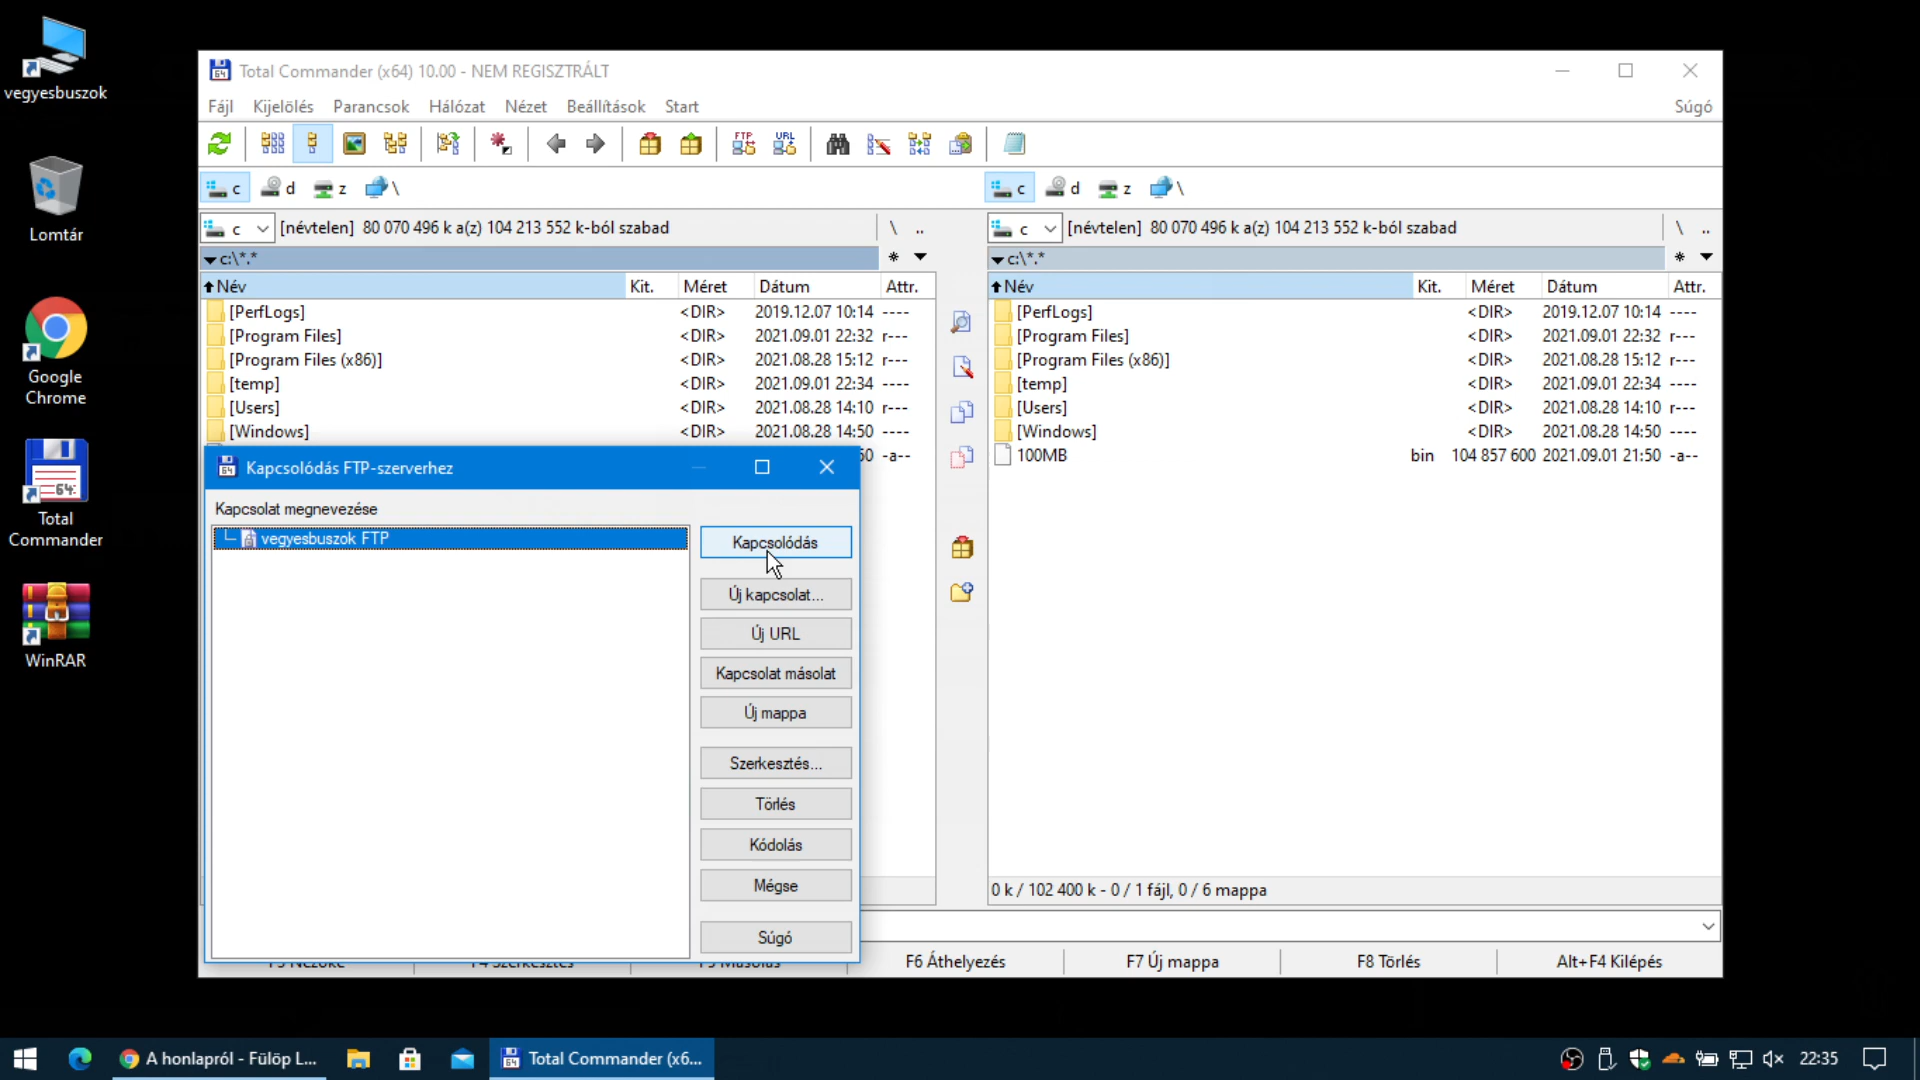 vegyesbuszok
Lomtár
Google
Chrome
Total
Commander
WinRAR
Total Commander (x64) 10.00 - NEM REGISZTRÁLT
Fájl Kijelölés Parancsok Hálózat Nézet Beállítások Start Súgó
FTP URL
c d z \ c d z \
c [névtelen] 80 070 496 k a(z) 104 213 552 k-ból szabad \ .. c [névtelen] 80 070 496 k a(z) 104 213 552 k-ból szabad \ ..
c:\*.* * c:\*.* *
Név Kit. Méret Dátum Attr. Név Kit. Méret Dátum Attr.
[PerfLogs] <DIR> 2019.12.07 10:14 ---- [PerfLogs] <DIR> 2019.12.07 10:14 ----
[Program Files] <DIR> 2021.09.01 22:32 r--- [Program Files] <DIR> 2021.09.01 22:32 r---
[Program Files (x86)] <DIR> 2021.08.28 15:12 r--- [Program Files (x86)] <DIR> 2021.08.28 15:12 r---
[temp] <DIR> 2021.09.01 22:34 ---- [temp] <DIR> 2021.09.01 22:34 ----
[Users] <DIR> 2021.08.28 14:10 r--- [Users] <DIR> 2021.08.28 14:10 r---
[Windows] <DIR> 2021.08.28 14:50 ---- [Windows] <DIR> 2021.08.28 14:50 ----
50 -a-- 100MB bin 104 857 600 2021.09.01 21:50 -a--
Kapcsolódás FTP-szerverhez
Kapcsolat megnevezése
vegyesbuszok FTP
Kapcsolódás
Új kapcsolat...
Új URL
Kapcsolat másolat
Új mappa
Szerkesztés...
Törlés
Kódolás
Mégse
Súgó
0 k / 102 400 k - 0 / 1 fájl, 0 / 6 mappa
F6 Áthelyezés F7 Új mappa F8 Törlés Alt+F4 Kilépés
A honlapról - Fülöp L... Total Commander (x6... 22:35